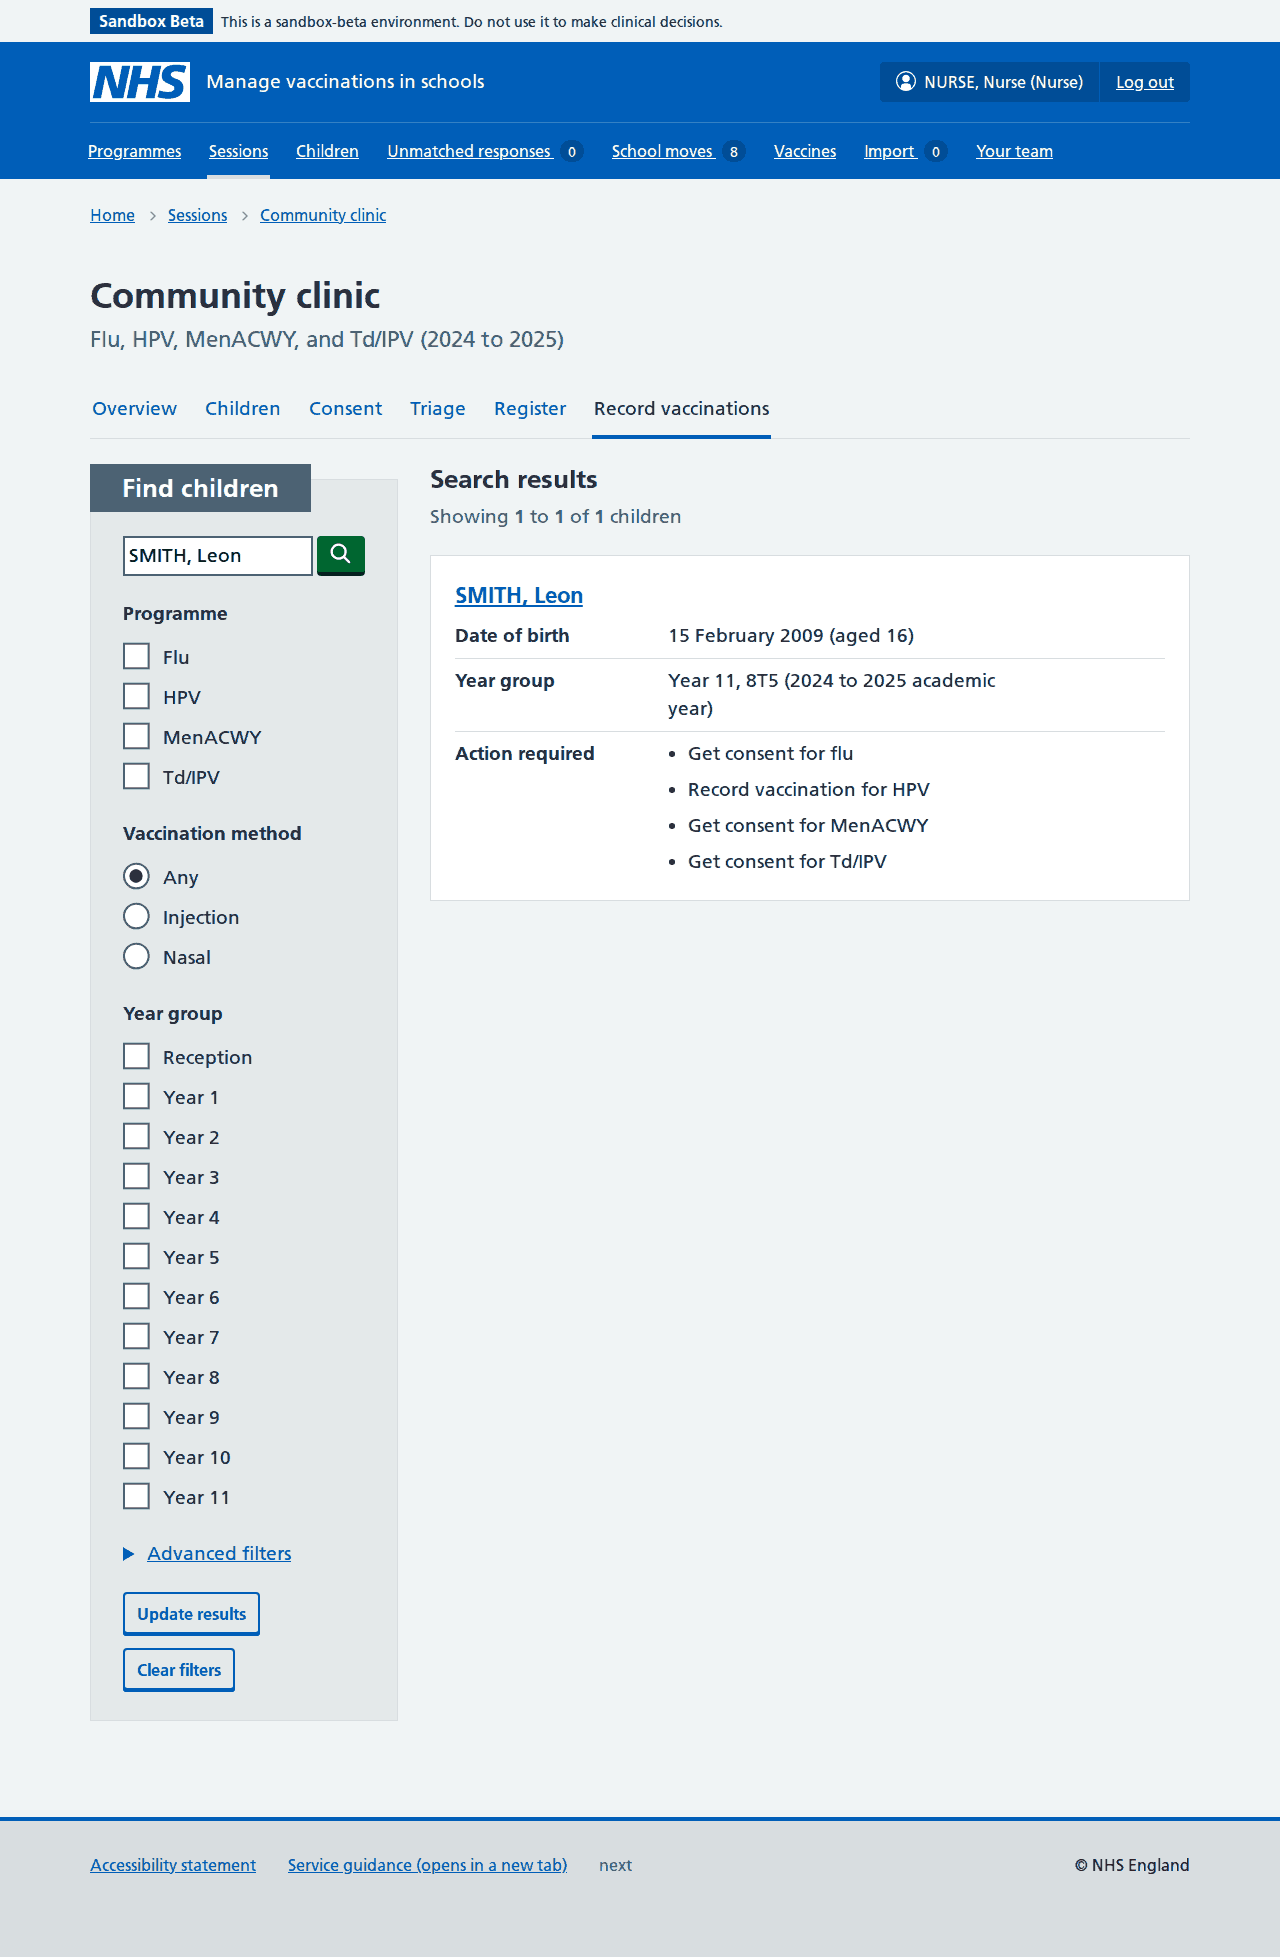 Sandbox Beta This is a sandbox-beta environment. Do not use it to make clinical decisions.
NHS Manage vaccinations in schools NURSE, Nurse (Nurse) Log out
Programmes Sessions Children Unmatched responses 0 School moves 8 Vaccines Import 0 Your team
Home Sessions Community clinic
Community clinic
Flu, HPV, MenACWY, and Td/IPV (2024 to 2025)
Overview Children Consent Triage Register Record vaccinations
Find children
SMITH, Leon
Programme
Flu
HPV
MenACWY
Td/IPV
Vaccination method
Any
Injection
Nasal
Year group
Reception
Year 1
Year 2
Year 3
Year 4
Year 5
Year 6
Year 7
Year 8
Year 9
Year 10
Year 11
Advanced filters
Update results
Clear filters
Search results
Showing 1 to 1 of 1 children
SMITH, Leon
Date of birth 15 February 2009 (aged 16)
Year group Year 11, 8T5 (2024 to 2025 academic
year)
Action required • Get consent for flu
• Record vaccination for HPV
• Get consent for MenACWY
• Get consent for Td/IPV
Accessibility statement Service guidance (opens in a new tab) next © NHS England